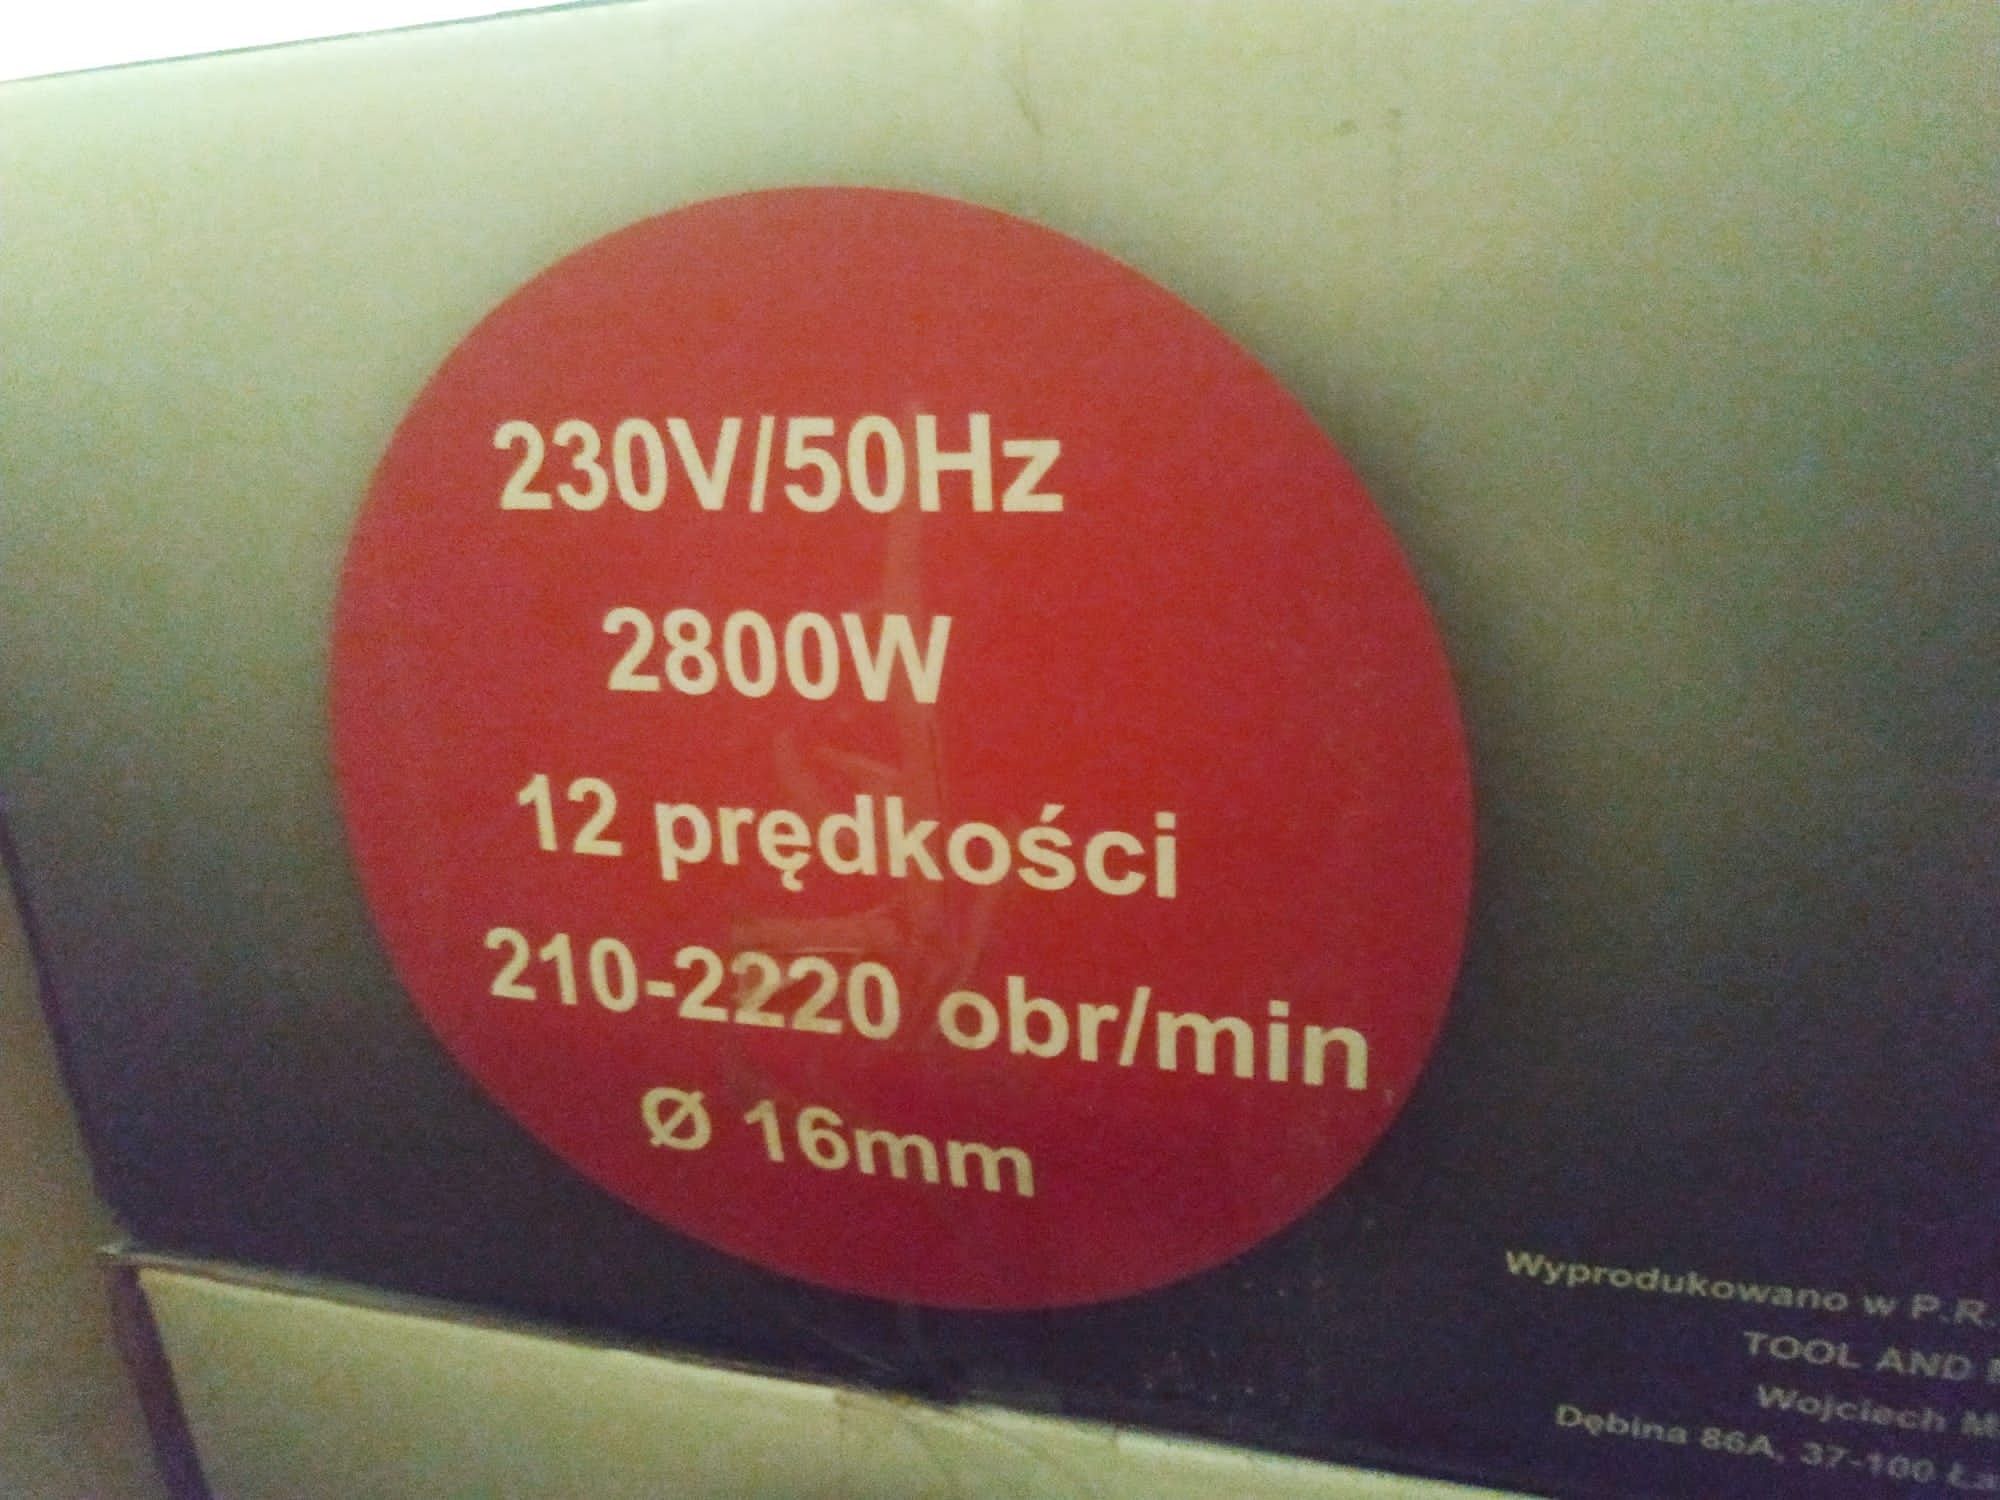 230V/50Hz
2800W
12 prędkości
210-2220 obr/min
Ø 16mm
Wyprodukowano w P.R.
TOOL AND
Wojciech
Dębina 86A, 37-100